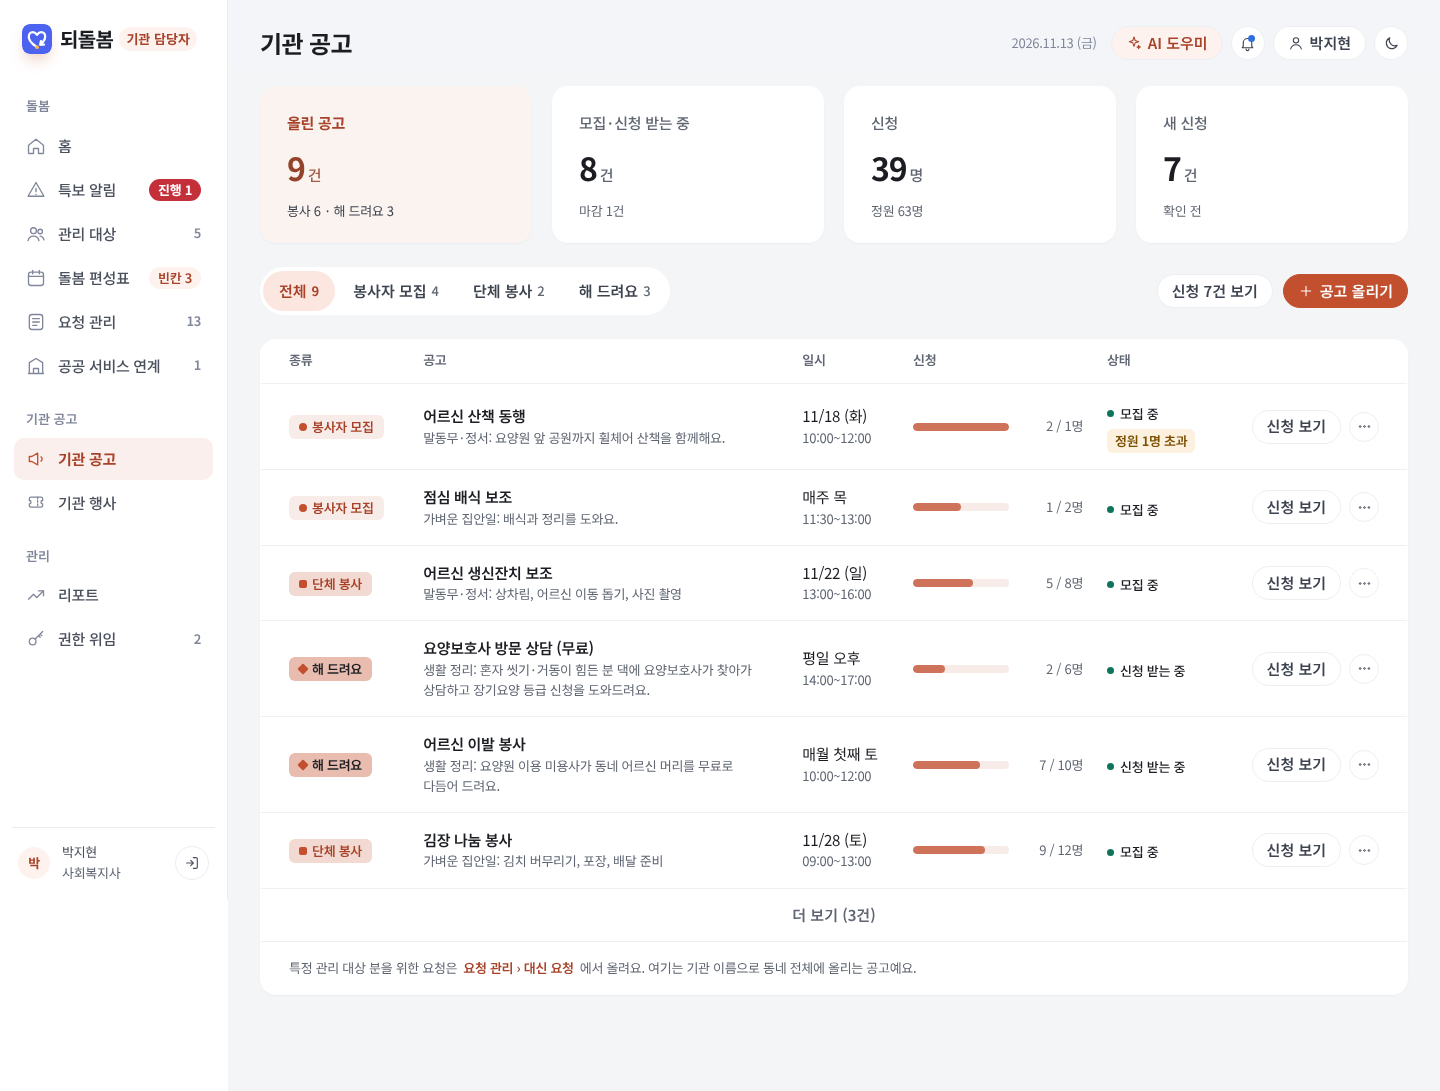 되돌봄 기관 담당자
돌봄
홈
특보 알림 진행 1
관리 대상 5
돌봄 편성표 빈칸 3
요청 관리 13
공공 서비스 연계 1
기관 공고
기관 공고
기관 행사
관리
리포트
권한 위임 2
박 박지현
사회복지사
기관 공고
2026.11.13 (금) AI 도우미 박지현
올린 공고
9건
봉사 6 · 해 드려요 3
모집·신청 받는 중
8건
마감 1건
신청
39명
정원 63명
새 신청
7건
확인 전
전체 9 봉사자 모집 4 단체 봉사 2 해 드려요 3
신청 7건 보기 + 공고 올리기
종류 공고 일시 신청 상태
봉사자 모집
어르신 산책 동행
말동무·정서: 요양원 앞 공원까지 휠체어 산책을 함께해요.
11/18 (화)
10:00~12:00
2 / 1명
모집 중
정원 1명 초과
신청 보기
봉사자 모집
점심 배식 보조
가벼운 집안일: 배식과 정리를 도와요.
매주 목
11:30~13:00
1 / 2명
모집 중
신청 보기
단체 봉사
어르신 생신잔치 보조
말동무·정서: 상차림, 어르신 이동 돕기, 사진 촬영
11/22 (일)
13:00~16:00
5 / 8명
모집 중
신청 보기
해 드려요
요양보호사 방문 상담 (무료)
생활 정리: 혼자 씻기·거동이 힘든 분 댁에 요양보호사가 찾아가
상담하고 장기요양 등급 신청을 도와드려요.
평일 오후
14:00~17:00
2 / 6명
신청 받는 중
신청 보기
해 드려요
어르신 이발 봉사
생활 정리: 요양원 이용 미용사가 동네 어르신 머리를 무료로
다듬어 드려요.
매월 첫째 토
10:00~12:00
7 / 10명
신청 받는 중
신청 보기
단체 봉사
김장 나눔 봉사
가벼운 집안일: 김치 버무리기, 포장, 배달 준비
11/28 (토)
09:00~13:00
9 / 12명
모집 중
신청 보기
더 보기 (3건)
특정 관리 대상 분을 위한 요청은 요청 관리 › 대신 요청 에서 올려요. 여기는 기관 이름으로 동네 전체에 올리는 공고예요.